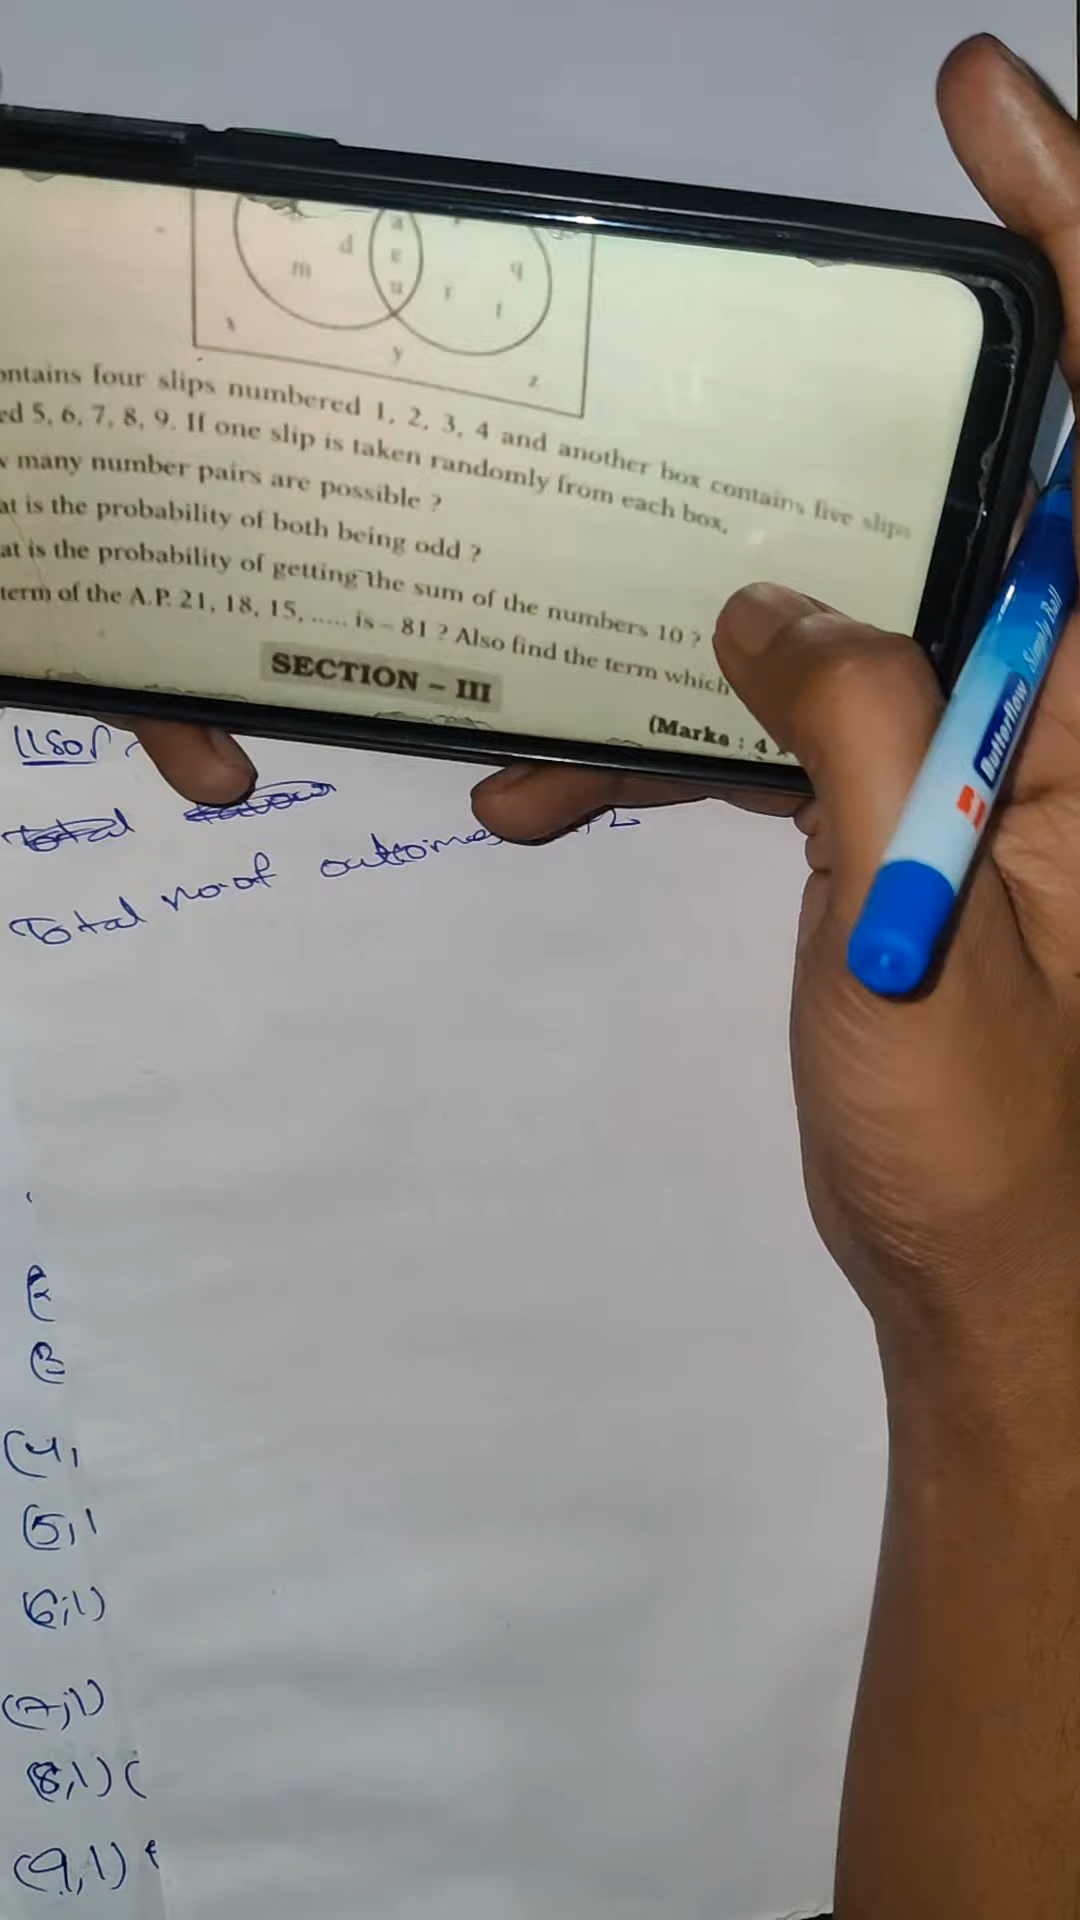 d
e
u
m
r
q
t
y
z
ontains four slips numbered 1, 2, 3, 4 and another box contains five slips
ed 5, 6, 7, 8, 9. If one slip is taken randomly from each box,
many number pairs are possible ?
at is the probability of both being odd ?
at is the probability of getting the sum of the numbers 10 ?
term of the A.P. 21, 18, 15, ..... is – 81 ? Also find the term which
SECTION – III
(Marks : 4
Butterflow Simply Ball
Total
Total no of outcomes
(4,
(5,1
(6,1)
(7,1)
(8,1) (
(9,1)